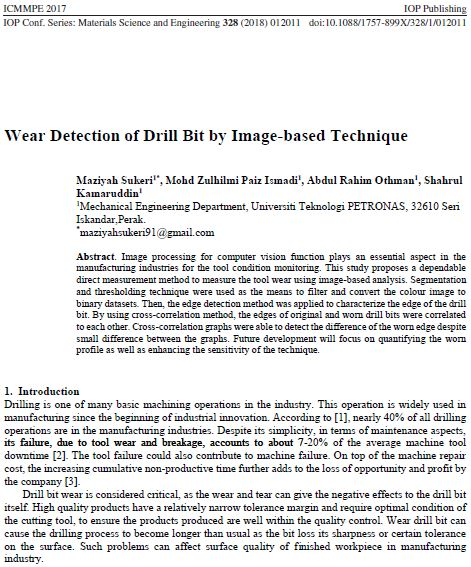 ICMMPE 2017 IOP Publishing
IOP Conf. Series: Materials Science and Engineering 328 (2018) 012011 doi:10.1088/1757-899X/328/1/012011
Wear Detection of Drill Bit by Image-based Technique
Maziyah Sukeri1*, Mohd Zulhilmi Paiz Ismadi1, Abdul Rahim Othman1, Shahrul
Kamaruddin1
1Mechanical Engineering Department, Universiti Teknologi PETRONAS, 32610 Seri
Iskandar,Perak.
*maziyahsukeri91@gmail.com
Abstract. Image processing for computer vision function plays an essential aspect in the
manufacturing industries for the tool condition monitoring. This study proposes a dependable
direct measurement method to measure the tool wear using image-based analysis. Segmentation
and thresholding technique were used as the means to filter and convert the colour image to
binary datasets. Then, the edge detection method was applied to characterize the edge of the drill
bit. By using cross-correlation method, the edges of original and worn drill bits were correlated
to each other. Cross-correlation graphs were able to detect the difference of the worn edge despite
small difference between the graphs. Future development will focus on quantifying the worn
profile as well as enhancing the sensitivity of the technique.
1. Introduction
Drilling is one of many basic machining operations in the industry. This operation is widely used in
manufacturing since the beginning of industrial innovation. According to [1], nearly 40% of all drilling
operations are in the manufacturing industries. Despite its simplicity, in terms of maintenance aspects,
its failure, due to tool wear and breakage, accounts to about 7-20% of the average machine tool
downtime [2]. The tool failure could also contribute to machine failure. On top of the machine repair
cost, the increasing cumulative non-productive time further adds to the loss of opportunity and profit by
the company [3].
Drill bit wear is considered critical, as the wear and tear can give the negative effects to the drill bit
itself. High quality products have a relatively narrow tolerance margin and require optimal condition of
the cutting tool, to ensure the products produced are well within the quality control. Wear drill bit can
cause the drilling process to become longer than usual as the bit loss its sharpness or certain tolerance
on the surface. Such problems can affect surface quality of finished workpiece in manufacturing
industry.